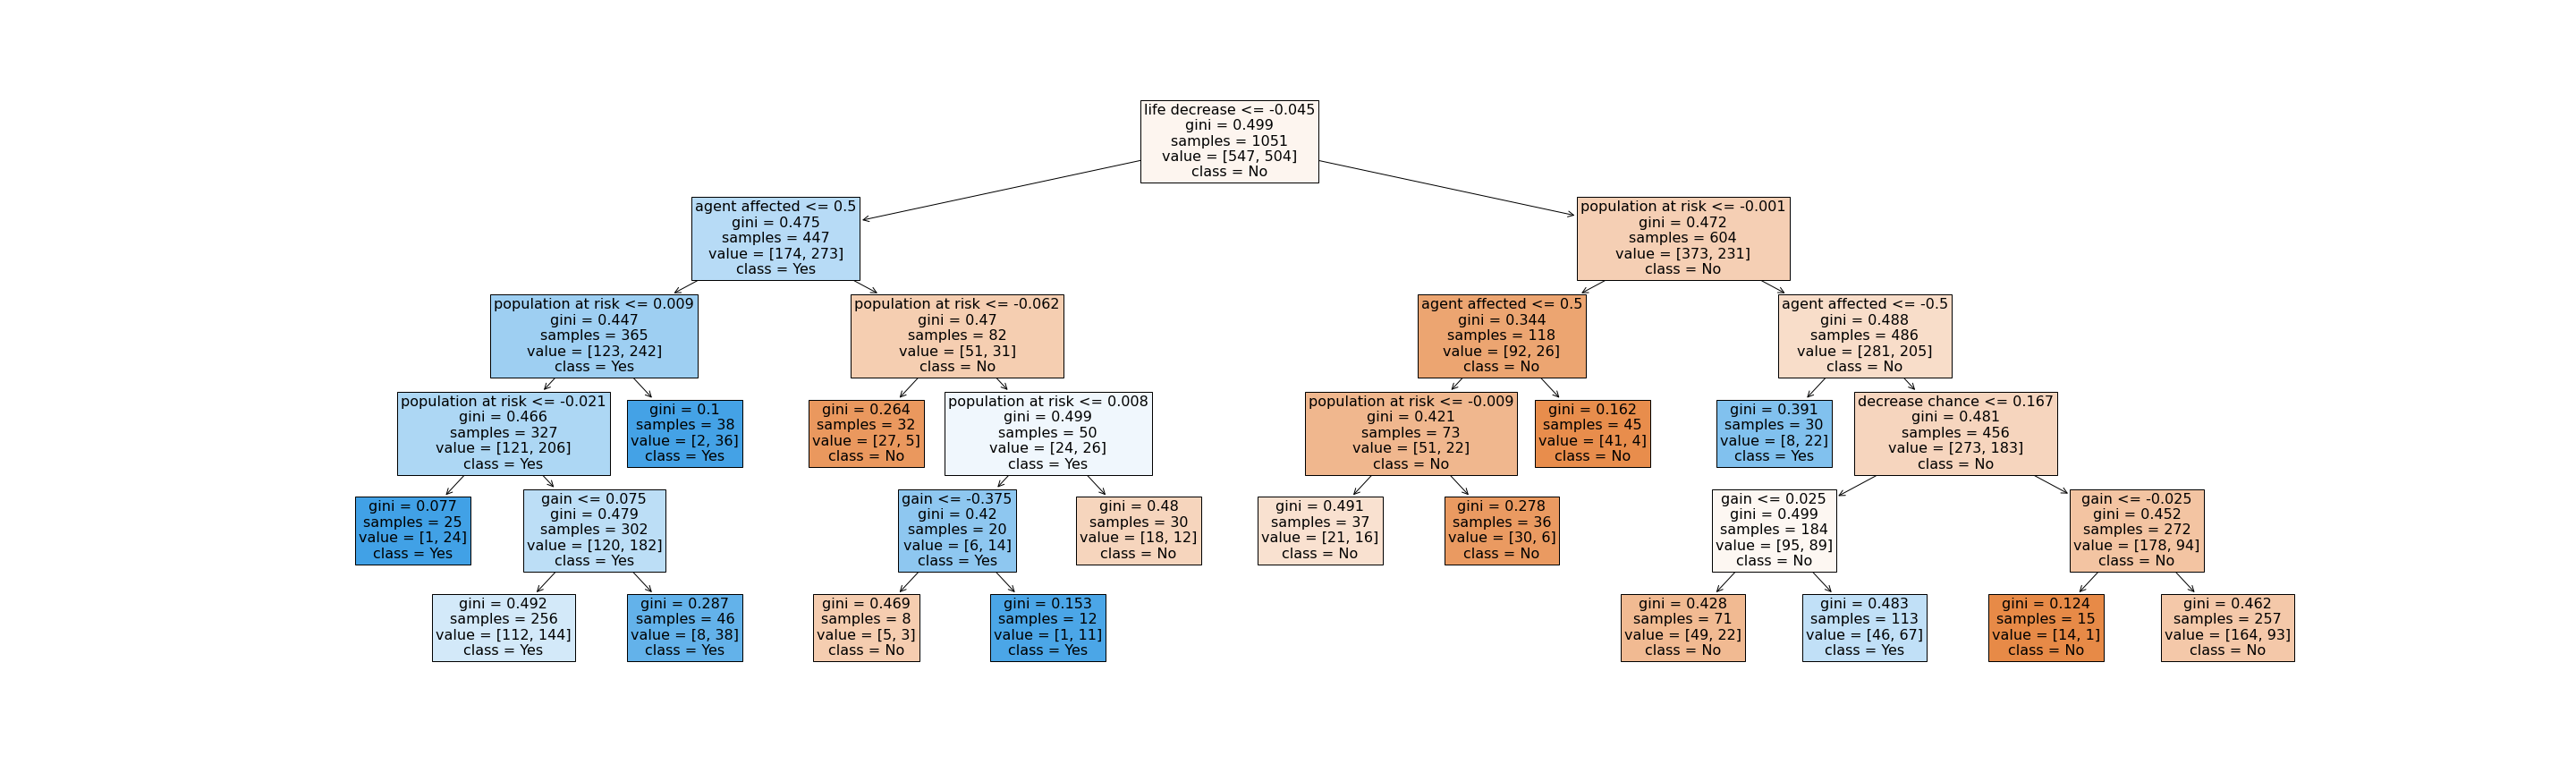 life decrease <= -0.045
gini = 0.499
samples = 1051
value = [547, 504]
class = No
agent affected <= 0.5
gini = 0.475
samples = 447
value = [174, 273]
class = Yes
population at risk <= -0.001
gini = 0.472
samples = 604
value = [373, 231]
class = No
population at risk <= 0.009
gini = 0.447
samples = 365
value = [123, 242]
class = Yes
population at risk <= -0.062
gini = 0.47
samples = 82
value = [51, 31]
class = No
agent affected <= 0.5
gini = 0.344
samples = 118
value = [92, 26]
class = No
agent affected <= -0.5
gini = 0.488
samples = 486
value = [281, 205]
class = No
population at risk <= -0.021
gini = 0.466
samples = 327
value = [121, 206]
class = Yes
gini = 0.1
samples = 38
value = [2, 36]
class = Yes
gini = 0.264
samples = 32
value = [27, 5]
class = No
population at risk <= 0.008
gini = 0.499
samples = 50
value = [24, 26]
class = Yes
population at risk <= -0.009
gini = 0.421
samples = 73
value = [51, 22]
class = No
gini = 0.162
samples = 45
value = [41, 4]
class = No
gini = 0.391
samples = 30
value = [8, 22]
class = Yes
decrease chance <= 0.167
gini = 0.481
samples = 456
value = [273, 183]
class = No
gini = 0.077
samples = 25
value = [1, 24]
class = Yes
gain <= 0.075
gini = 0.479
samples = 302
value = [120, 182]
class = Yes
gain <= -0.375
gini = 0.42
samples = 20
value = [6, 14]
class = Yes
gini = 0.48
samples = 30
value = [18, 12]
class = No
gini = 0.491
samples = 37
value = [21, 16]
class = No
gini = 0.278
samples = 36
value = [30, 6]
class = No
gain <= 0.025
gini = 0.499
samples = 184
value = [95, 89]
class = No
gain <= -0.025
gini = 0.452
samples = 272
value = [178, 94]
class = No
gini = 0.492
samples = 256
value = [112, 144]
class = Yes
gini = 0.287
samples = 46
value = [8, 38]
class = Yes
gini = 0.469
samples = 8
value = [5, 3]
class = No
gini = 0.153
samples = 12
value = [1, 11]
class = Yes
gini = 0.428
samples = 71
value = [49, 22]
class = No
gini = 0.483
samples = 113
value = [46, 67]
class = Yes
gini = 0.124
samples = 15
value = [14, 1]
class = No
gini = 0.462
samples = 257
value = [164, 93]
class = No